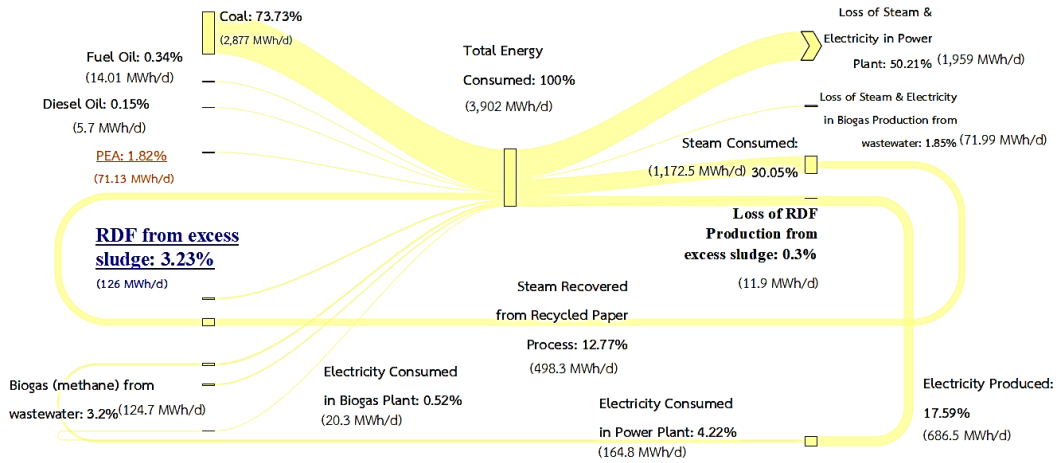 Coal: 73.73%
(2,877 MWh/d)
Fuel Oil: 0.34%
(14.01 MWh/d)
Diesel Oil: 0.15%
(5.7 MWh/d)
PEA: 1.82%
(71.13 MWh/d)
RDF from excess
sludge: 3.23%
(126 MWh/d)
Biogas (methane) from
wastewater: 3.2% (124.7 MWh/d)
Total Energy
Consumed: 100%
(3,902 MWh/d)
Steam Recovered
from Recycled Paper
Process: 12.77%
(498.3 MWh/d)
Electricity Consumed
in Biogas Plant: 0.52%
(20.3 MWh/d)
Electricity Consumed
in Power Plant: 4.22%
(164.8 MWh/d)
Loss of Steam &
Electricity in Power
Plant: 50.21% (1,959 MWh/d)
Loss of Steam & Electricity
in Biogas Production from
wastewater: 1.85% (71.99 MWh/d)
Steam Consumed:
(1,172.5 MWh/d) 30.05%
Loss of RDF
Production from
excess sludge: 0.3%
(11.9 MWh/d)
Electricity Produced:
17.59%
(686.5 MWh/d)